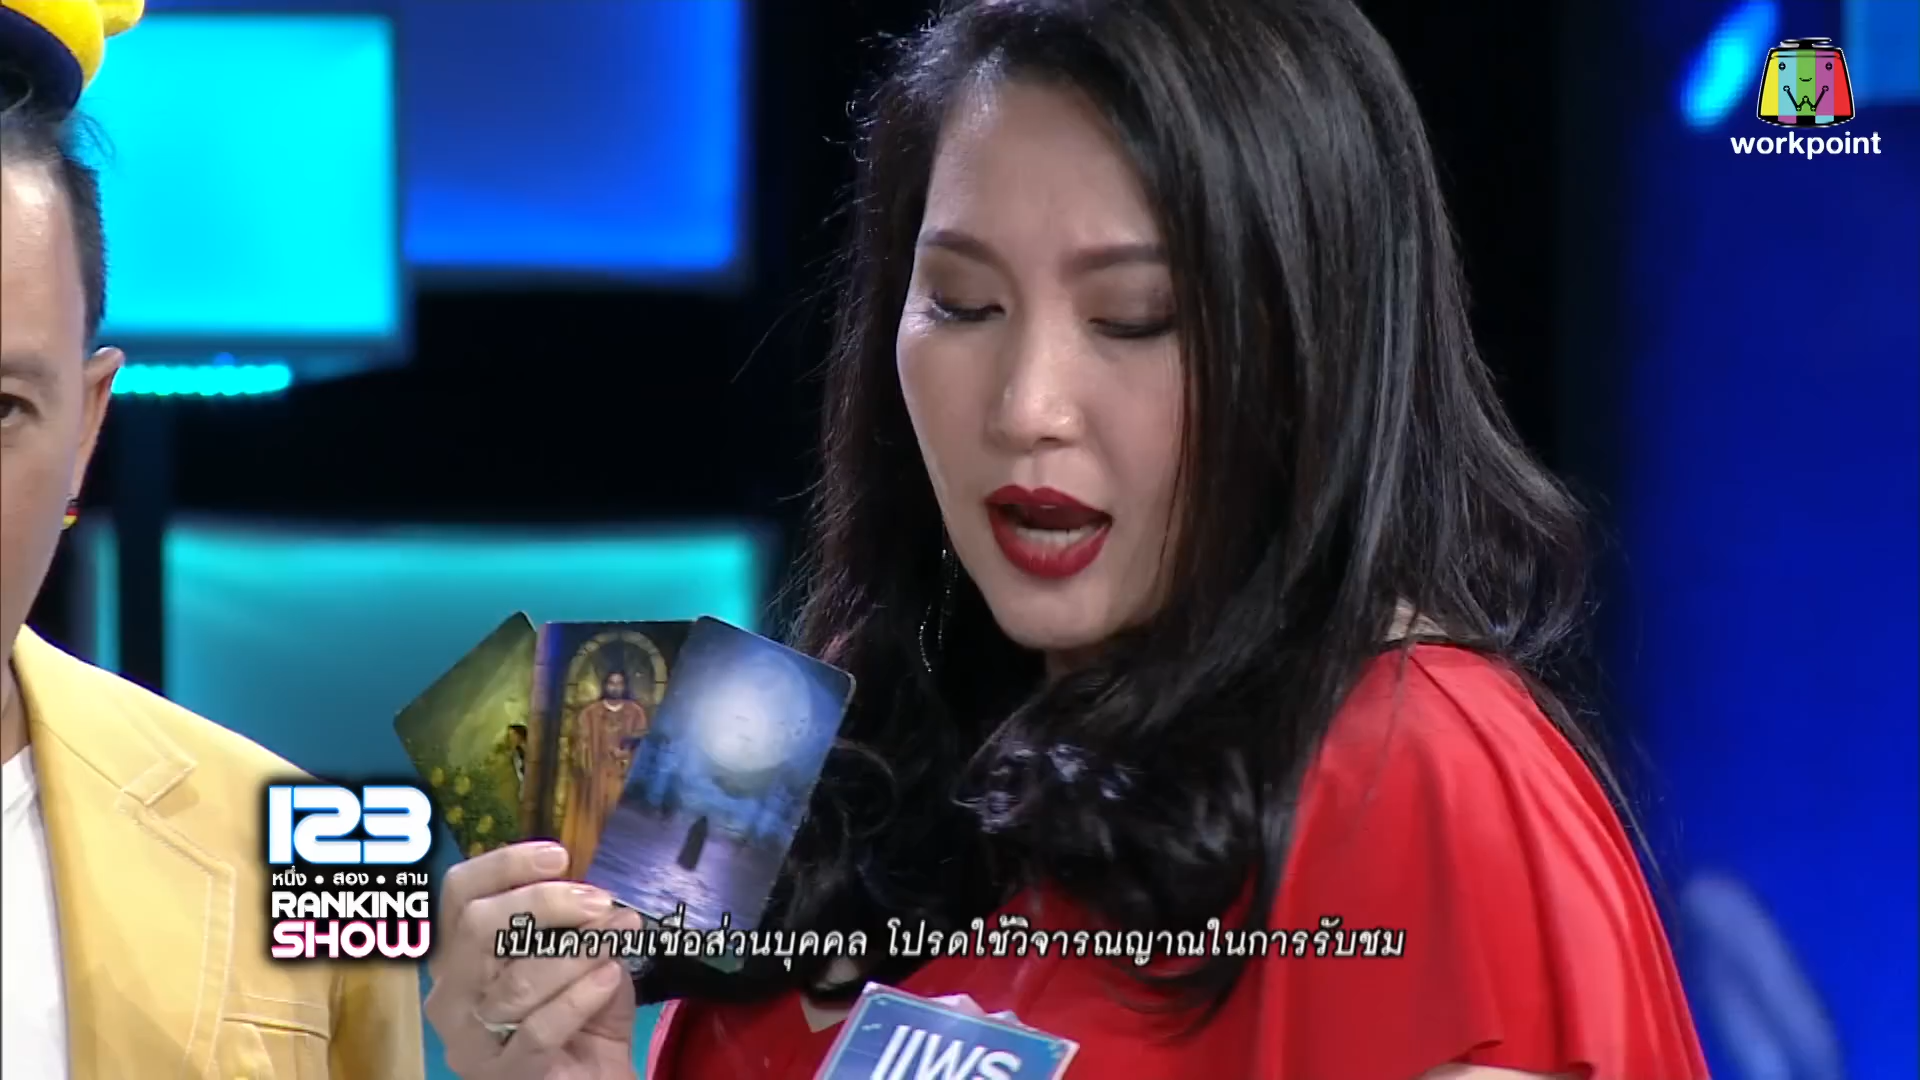 workpoint
123
หนึ่ง • สอง • สาม
RANKING
SHOW
เป็นความเชื่อส่วนบุคคล โปรดใช้วิจารณญาณในการรับชม
แพร